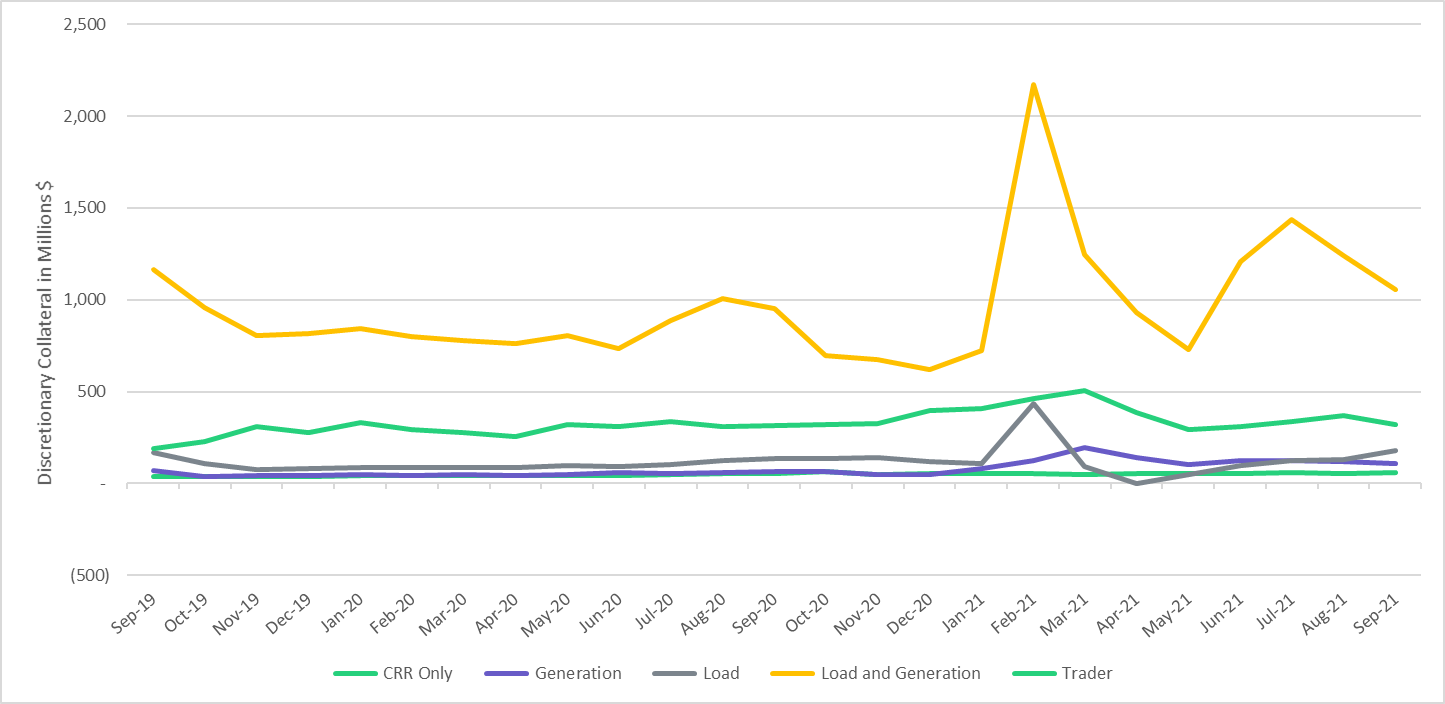 2,500
2,000
1,500
1,000
500
-
(500)
Discretionary Collateral in Millions $
Sep-19 Oct-19 Nov-19 Dec-19 Jan-20 Feb-20 Mar-20 Apr-20 May-20 Jun-20 Jul-20 Aug-20 Sep-20 Oct-20 Nov-20 Dec-20 Jan-21 Feb-21 Mar-21 Apr-21 May-21 Jun-21 Jul-21 Aug-21 Sep-21
CRR Only Generation Load Load and Generation Trader